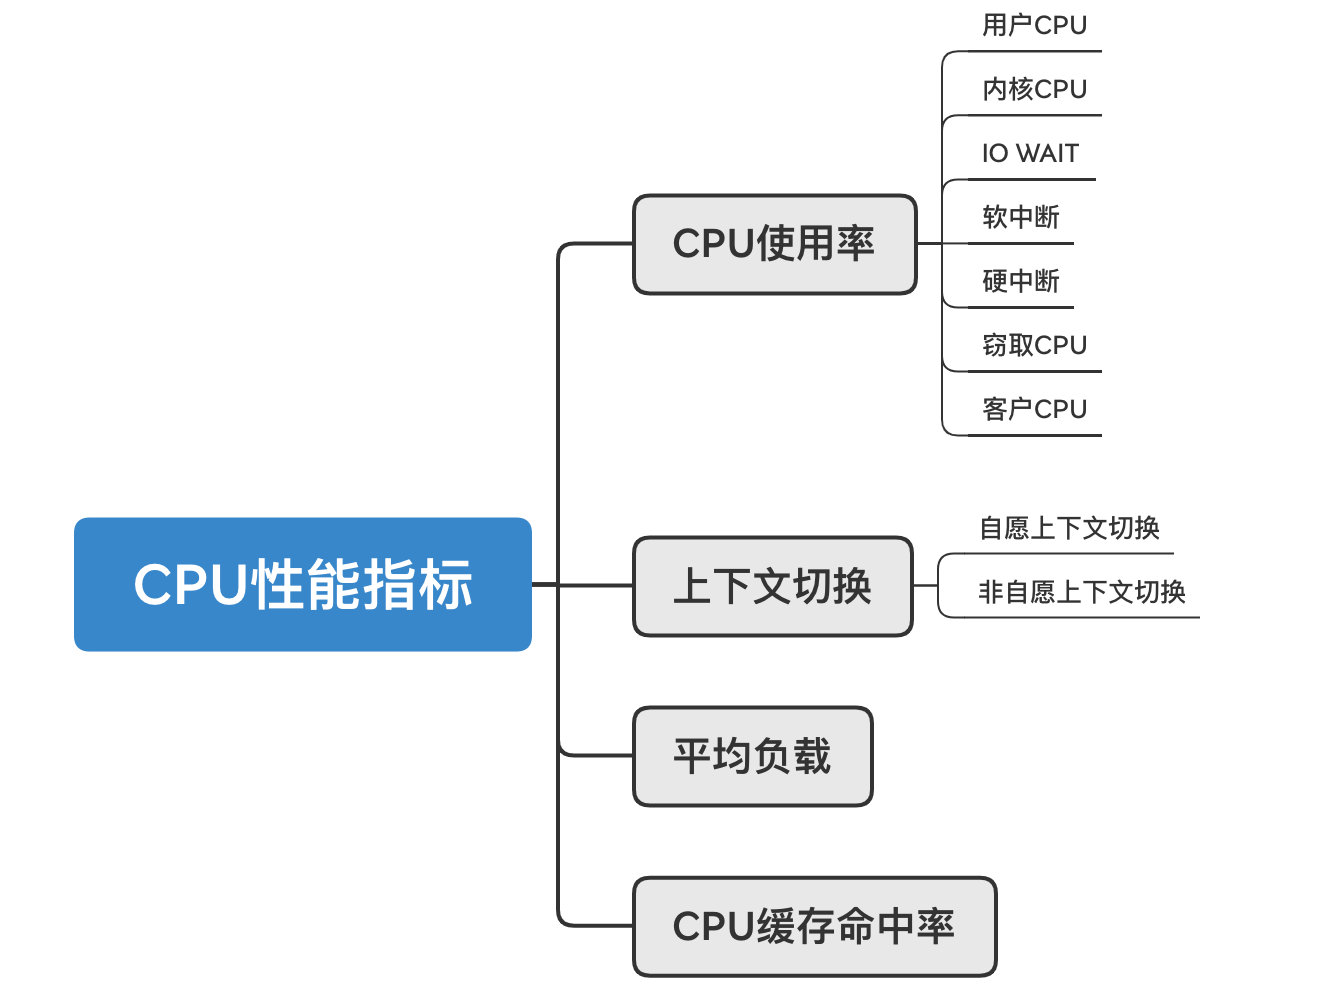 CPU性能指标
CPU使用率
用户CPU
内核CPU
IO WAIT
软中断
硬中断
窃取CPU
客户CPU
上下文切换
自愿上下文切换
非自愿上下文切换
平均负载
CPU缓存命中率